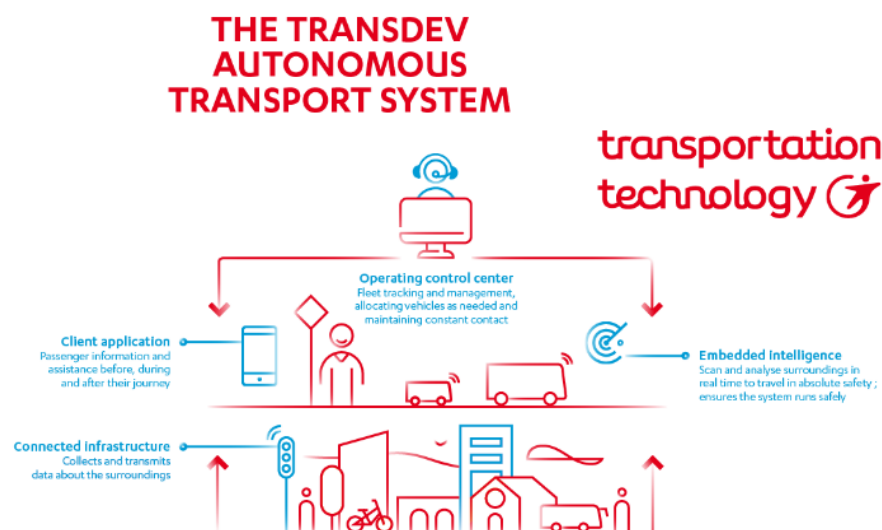 THE TRANSDEV
AUTONOMOUS
TRANSPORT SYSTEM
transportation
technology
Operating control center
Fleet tracking and management,
allocating vehicles as needed and
maintaining constant contact
Client application
Passenger information and
assistance before, during
and after their journey
Embedded intelligence
Scan and analyse surroundings in
real time to travel in absolute safety ;
ensures the system runs safely
Connected infrastructure
Collects and transmits
data about the surroundings